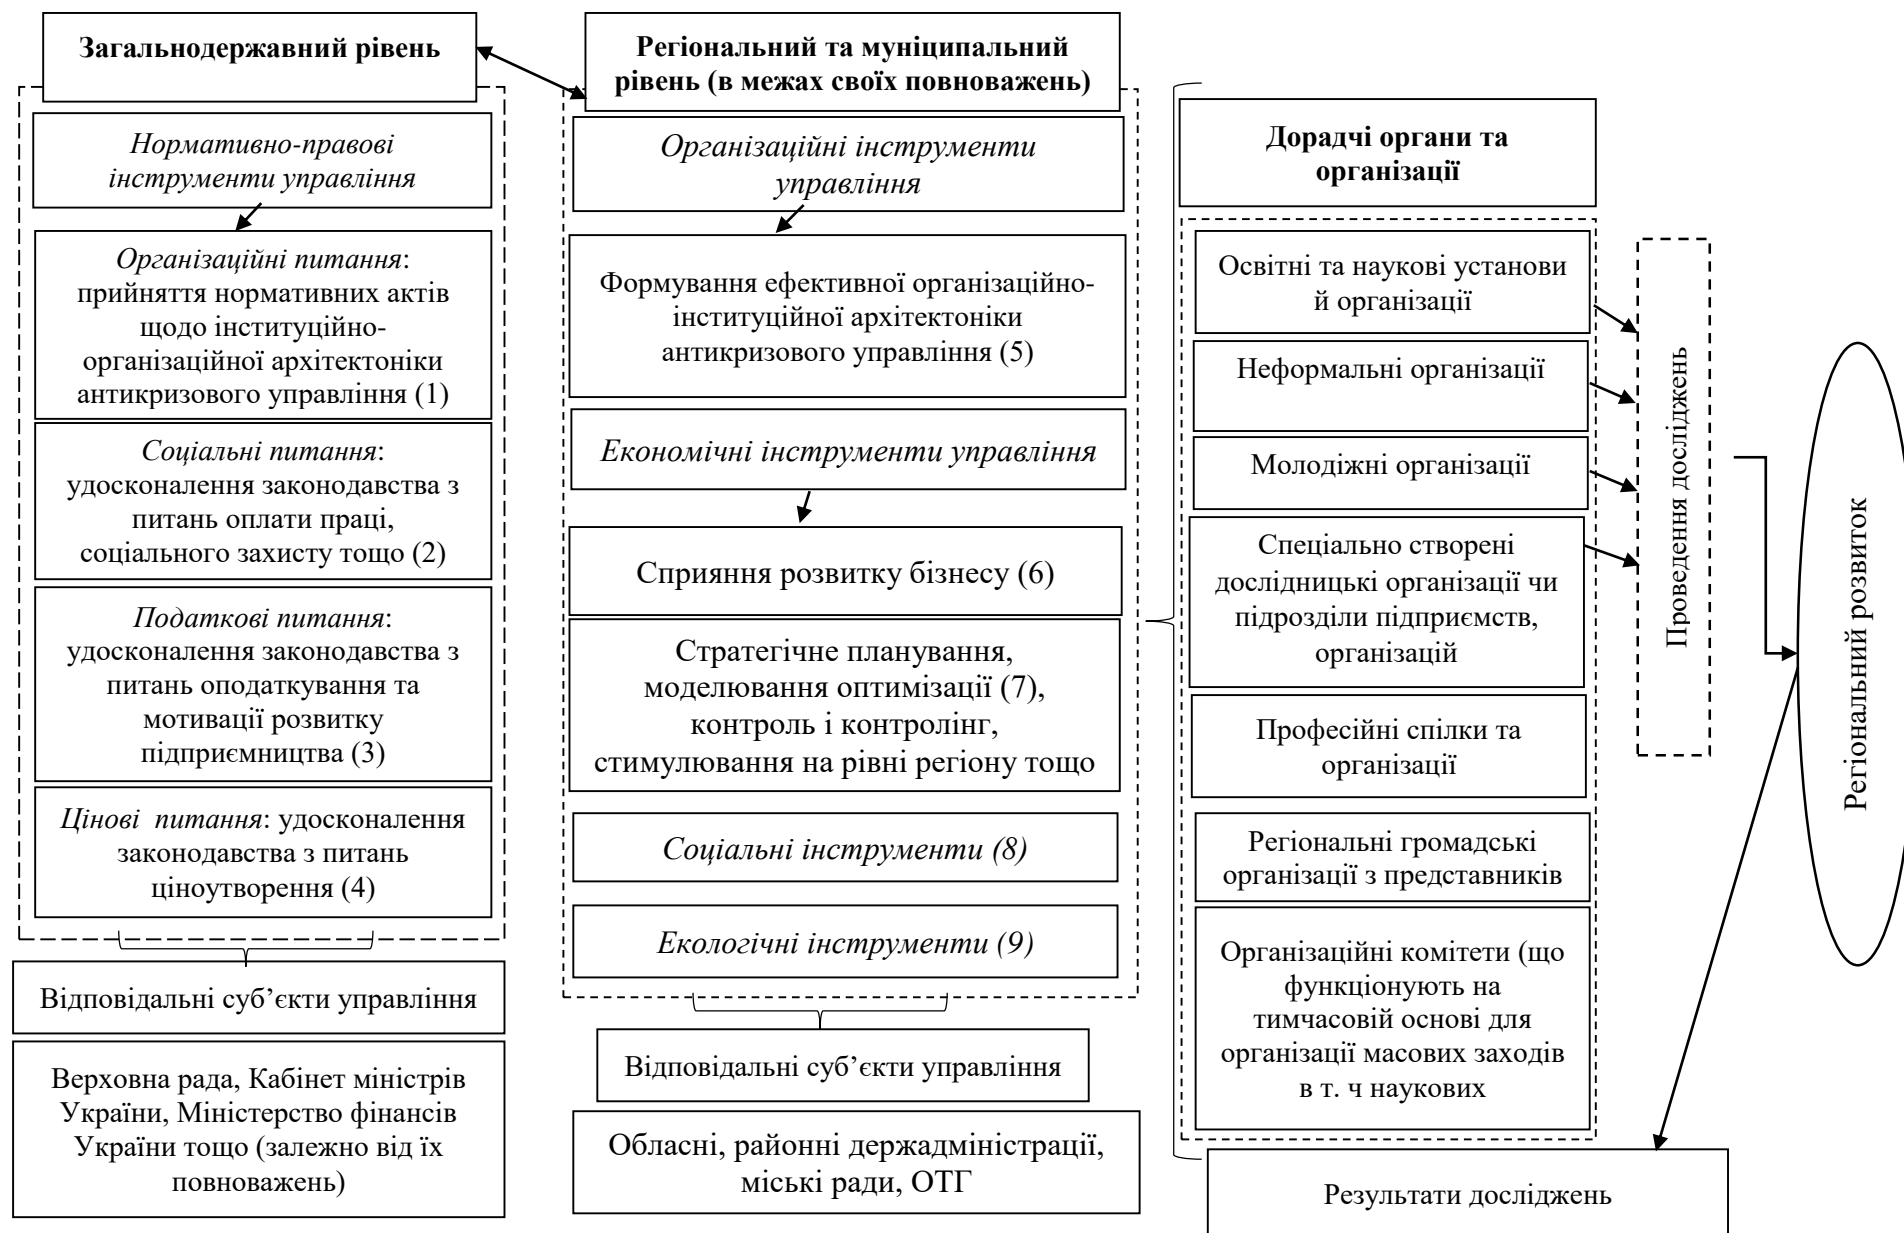 Загальнодержавний рівень
Нормативно-правові
інструменти управління
Організаційні питання:
прийняття нормативних актів
щодо інституційно-
організаційної архітектоніки
антикризового управління (1)
Соціальні питання:
удосконалення законодавства з
питань оплати праці,
соціального захисту тощо (2)
Податкові питання:
удосконалення законодавства з
питань оподаткування та
мотивації розвитку
підприємництва (3)
Цінові питання: удосконалення
законодавства з питань
ціноутворення (4)
Відповідальні суб’єкти управління
Верховна рада, Кабінет міністрів
України, Міністерство фінансів
України тощо (залежно від їх
повноважень)
Регіональний та муніципальний
рівень (в межах своїх повноважень)
Організаційні інструменти
управління
Формування ефективної організаційно-
інституційної архітектоніки
антикризового управління (5)
Економічні інструменти управління
Сприяння розвитку бізнесу (6)
Стратегічне планування,
моделювання оптимізації (7),
контроль і контролінг,
стимулювання на рівні регіону тощо
Соціальні інструменти (8)
Екологічні інструменти (9)
Відповідальні суб’єкти управління
Обласні, районні держадміністрації,
міські ради, ОТГ
Дорадчі органи та
організації
Освітні та наукові установи
й організації
Неформальні організації
Молодіжні організації
Спеціально створені
дослідницькі організації чи
підрозділи підприємств,
організацій
Професійні спілки та
організації
Регіональні громадські
організації з представників
Організаційні комітети (що
функціонують на
тимчасовій основі для
організації масових заходів
в т. ч наукових
Проведення досліджень
Регіональний розвиток
Результати досліджень